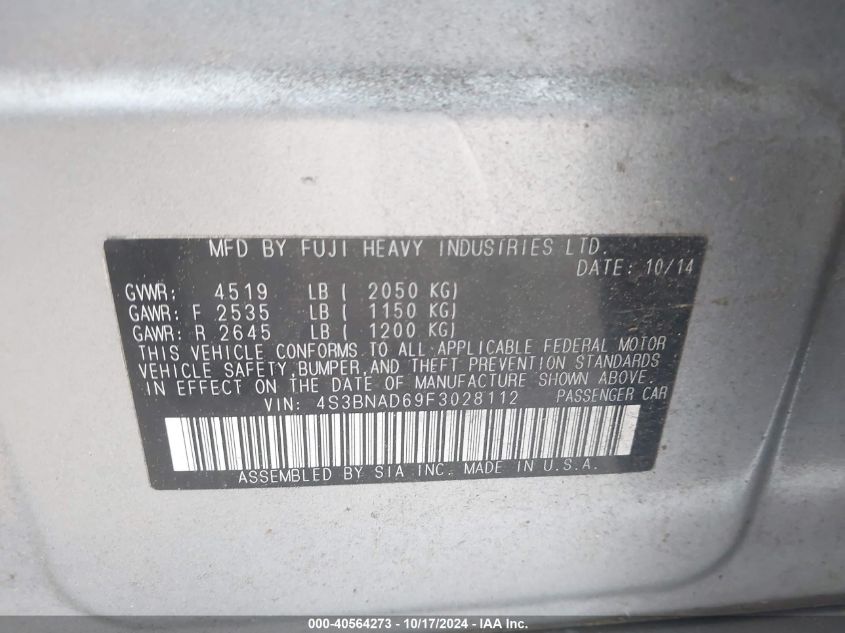 MFD BY FUJI HEAVY INDUSTRIES LTD.
DATE: 10/14
GVWR: 4519 LB ( 2050 KG)
GAWR: F 2535 LB ( 1150 KG)
GAWR: R 2645 LB ( 1200 KG)
THIS VEHICLE CONFORMS TO ALL APPLICABLE FEDERAL MOTOR
VEHICLE SAFETY, BUMPER, AND THEFT PREVENTION STANDARDS
IN EFFECT ON THE DATE OF MANUFACTURE SHOWN ABOVE.
VIN: 4S3BNAD69F3028112 PASSENGER CAR
ASSEMBLED BY SIA INC. MADE IN U.S.A.
000-40564273 - 10/17/2024 - IAA Inc.